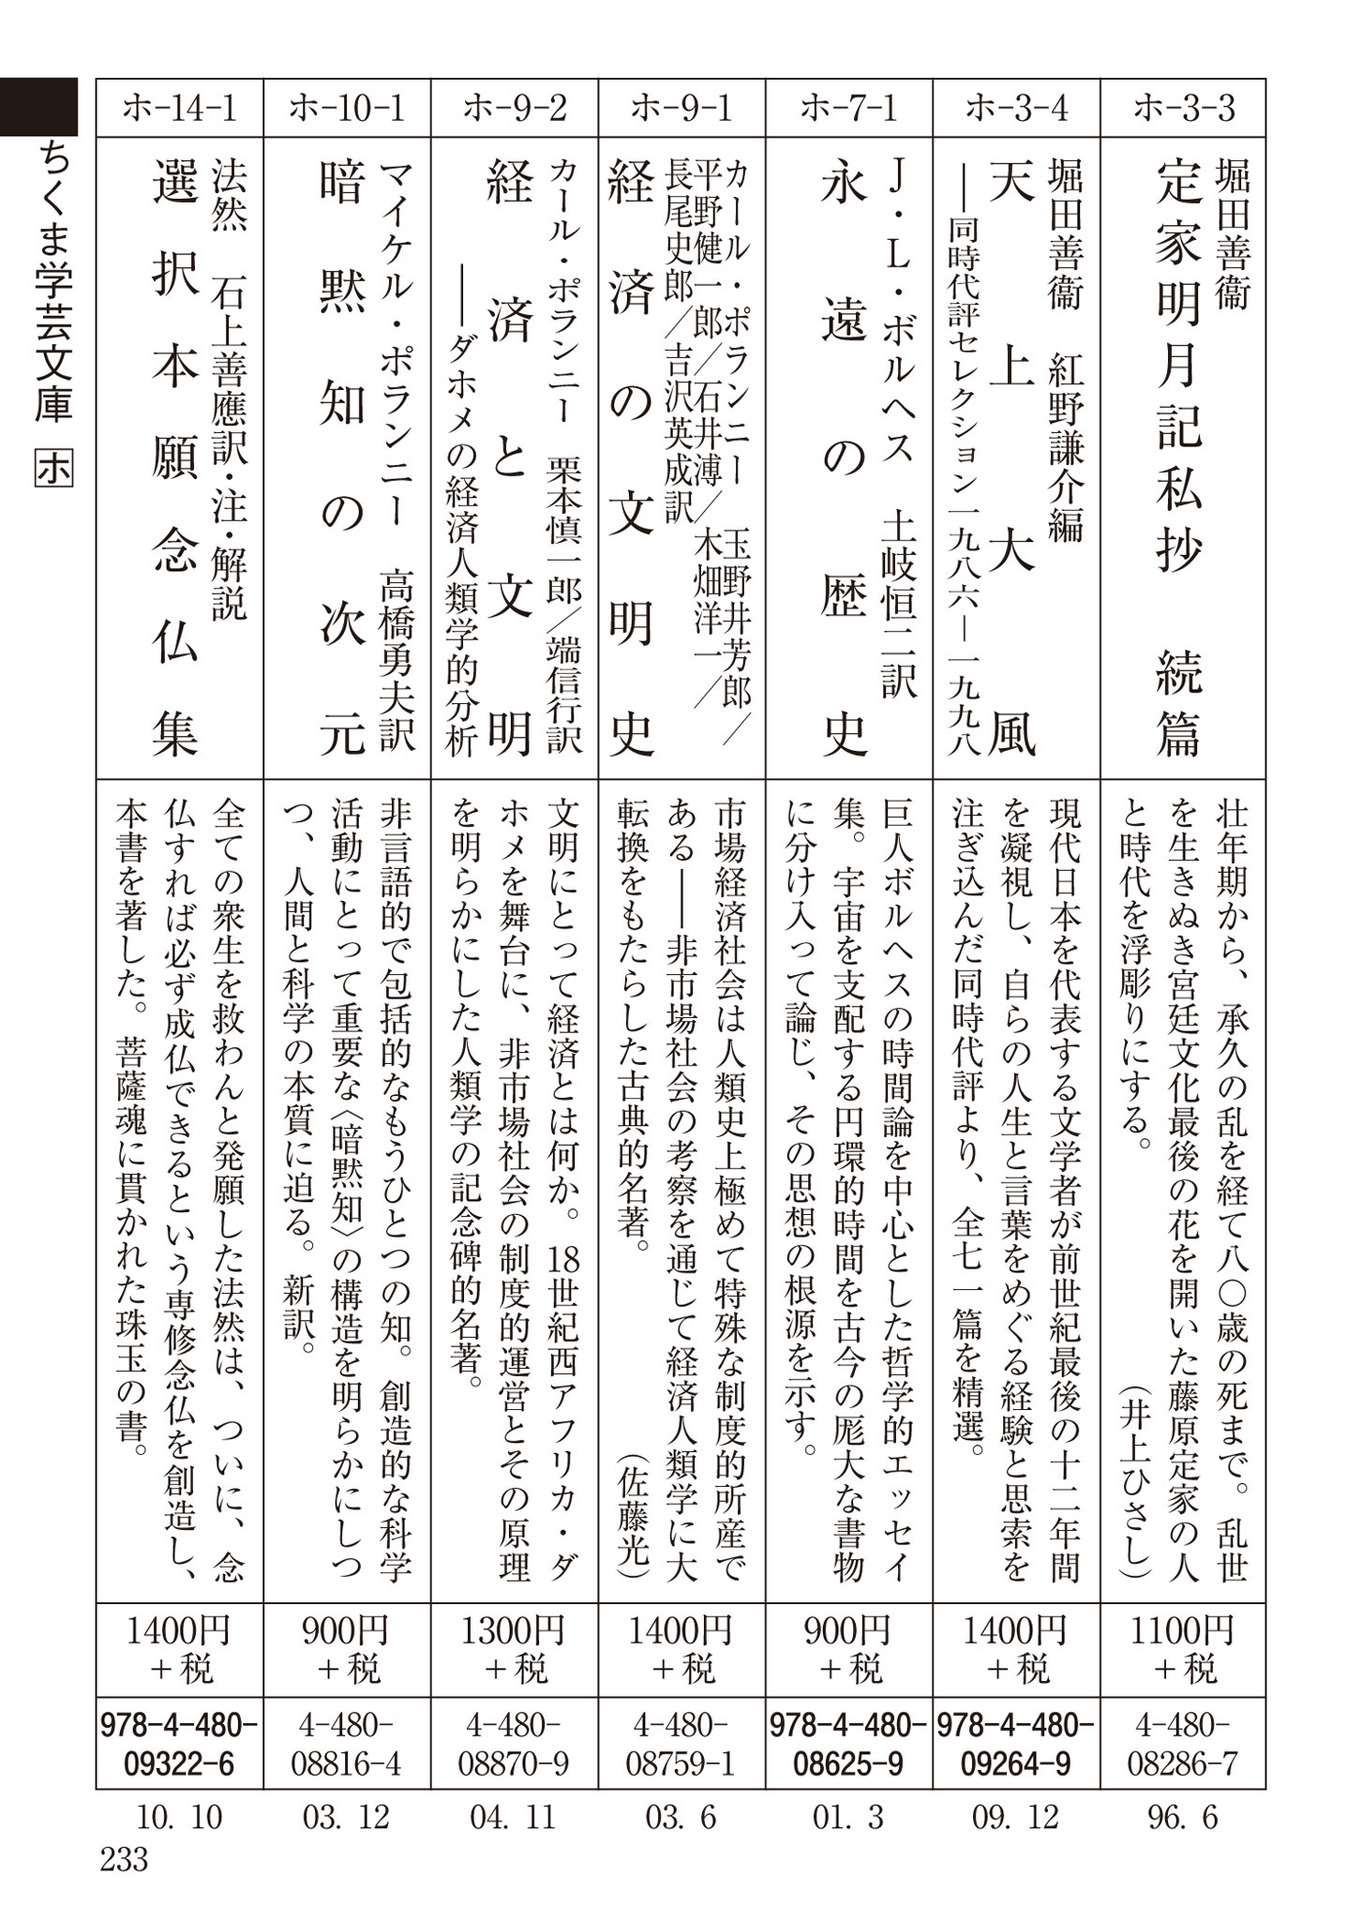 ホ-3-3
堀田善衞
定家明月記私抄 続篇
壮年期から、承久の乱を経て八〇歳の死まで。乱世
を生きぬき宮廷文化最後の花を開いた藤原定家の人
と時代を浮彫りにする。 (井上ひさし)
1100円
+税
4-480-
08286-7
96. 6
ホ-3-4
堀田善衞 紅野謙介編
天上大風
――同時代評セレクション一九八六―一九九八
現代日本を代表する文学者が前世紀最後の十二年間
を凝視し、自らの人生と言葉をめぐる経験と思索を
注ぎ込んだ同時代評より、全七一篇を精選。
1400円
+税
978-4-480-
09264-9
09. 12
ホ-7-1
J・L・ボルヘス 土岐恒二訳
永遠の歴史
巨人ボルヘスの時間論を中心とした哲学的エッセイ
集。宇宙を支配する円環的時間を古今の厖大な書物
に分け入って論じ、その思想の根源を示す。
900円
+税
978-4-480-
08625-9
01. 3
ホ-9-1
カール・ポランニー 玉野井芳郎/
平野健一郎/石井溥/木畑洋一/
長尾史郎/吉沢英成訳
経済の文明史
市場経済社会は人類史上極めて特殊な制度的所産で
ある――非市場社会の考察を通じて経済人類学に大
転換をもたらした古典的名著。 (佐藤光)
1400円
+税
4-480-
08759-1
03. 6
ホ-9-2
カール・ポランニー 栗本慎一郎/端信行訳
経済と文明
――ダホメの経済人類学的分析
文明にとって経済とは何か。18世紀西アフリカ・ダ
ホメを舞台に、非市場社会の制度的運営とその原理
を明らかにした人類学の記念碑的名著。
1300円
+税
4-480-
08870-9
04. 11
ホ-10-1
マイケル・ポランニー 高橋勇夫訳
暗黙知の次元
非言語的で包括的なもうひとつの知。創造的な科学
活動にとって重要な〈暗黙知〉の構造を明らかにしつ
つ、人間と科学の本質に迫る。新訳。
900円
+税
4-480-
08816-4
03. 12
ホ-14-1
法然 石上善應訳・注・解説
選択本願念仏集
全ての衆生を救わんと発願した法然は、ついに、念
仏すれば必ず成仏できるという専修念仏を創造し、
本書を著した。菩薩魂に貫かれた珠玉の書。
1400円
+税
978-4-480-
09322-6
10. 10
ちくま学芸文庫 ホ
233